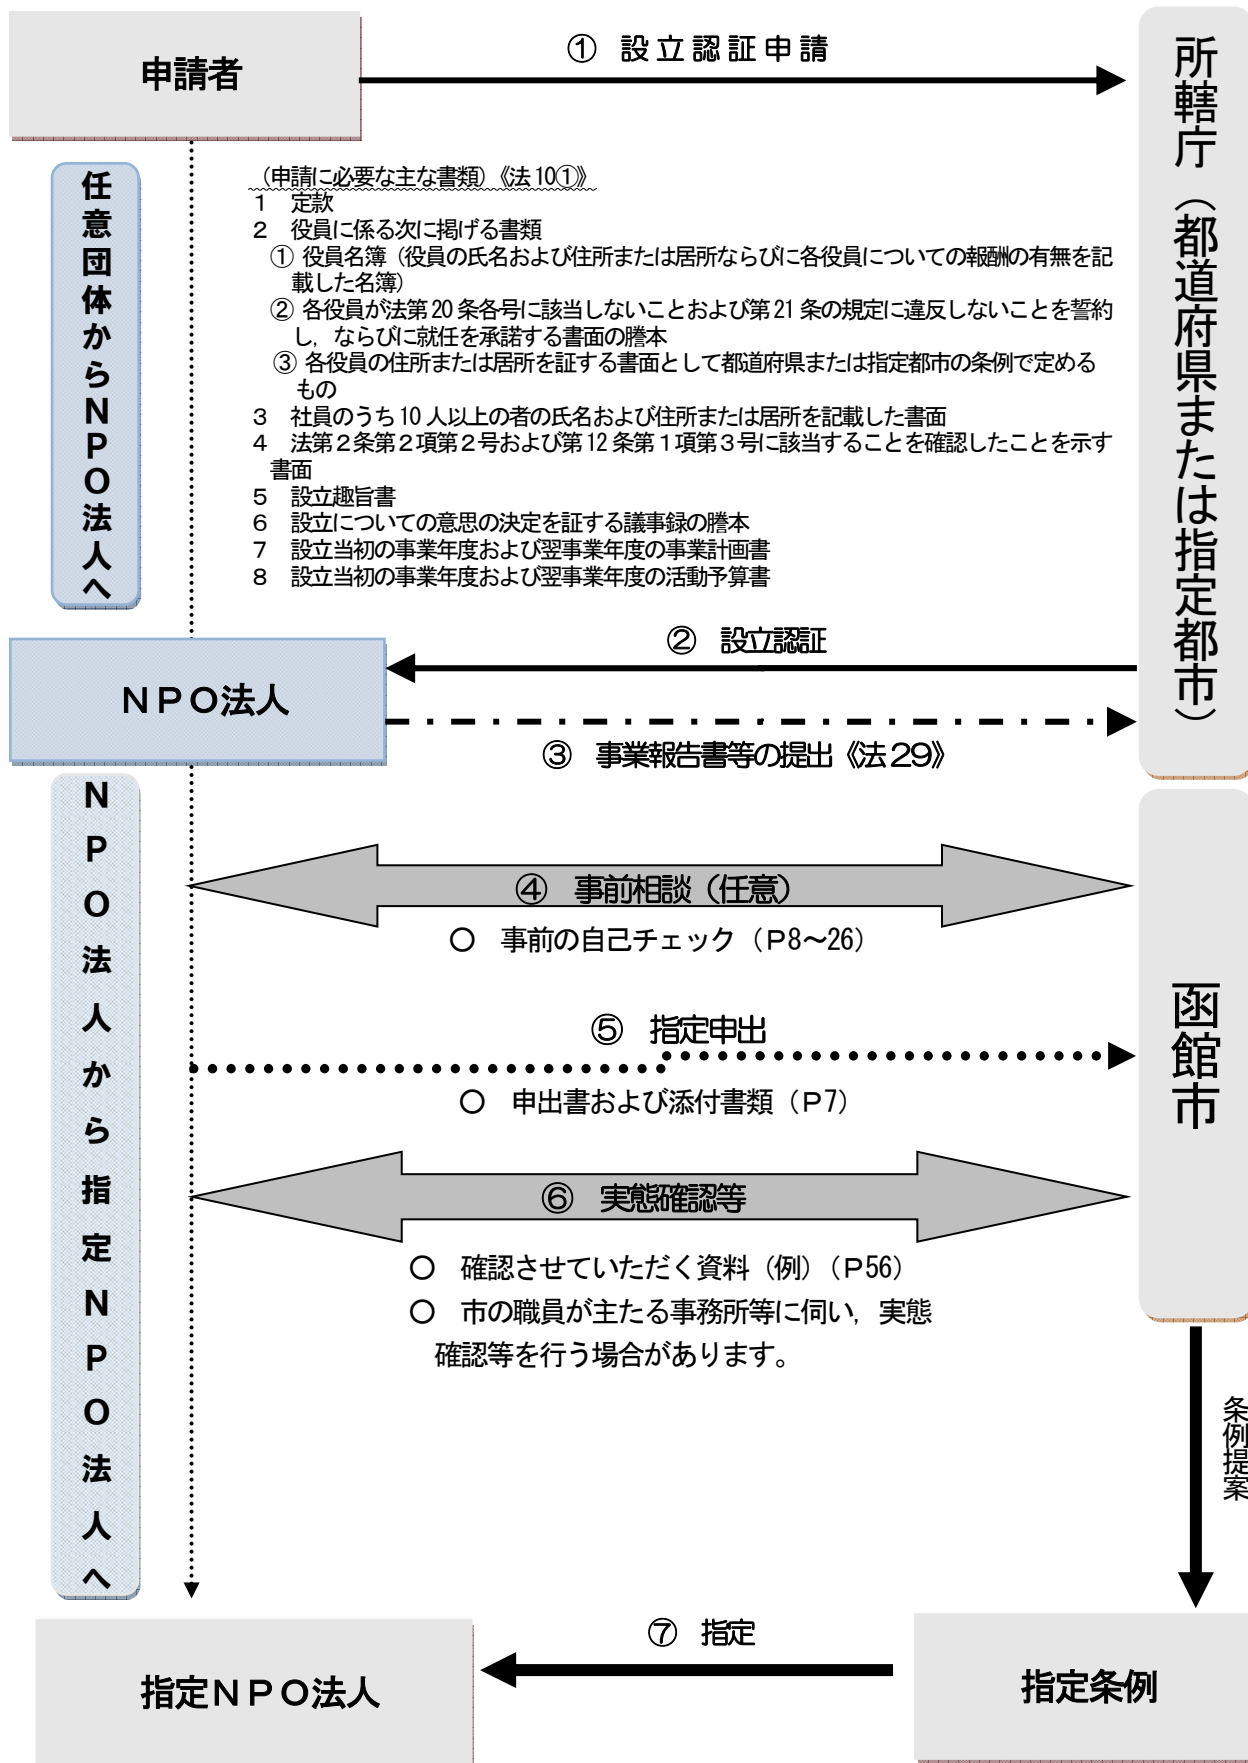 申請者
① 設立認証申請
所轄庁（都道府県または指定都市）
任意団体からＮＰＯ法人へ
（申請に必要な主な書類）《法10①》
１　定款
２　役員に係る次に掲げる書類
① 役員名簿（役員の氏名および住所または居所ならびに各役員についての報酬の有無を記
載した名簿）
② 各役員が法第20条各号に該当しないことおよび第21条の規定に違反しないことを誓約
し，ならびに就任を承諾する書面の謄本
③ 各役員の住所または居所を証する書面として都道府県または指定都市の条例で定める
もの
３　社員のうち10人以上の者の氏名および住所または居所を記載した書面
４　法第２条第２項第２号および第12条第１項第３号に該当することを確認したことを示す
書面
５　設立趣旨書
６　設立についての意思の決定を証する議事録の謄本
７　設立当初の事業年度および翌事業年度の事業計画書
８　設立当初の事業年度および翌事業年度の活動予算書
② 設立認証
ＮＰＯ法人
③ 事業報告書等の提出《法29》
ＮＰＯ法人から指定ＮＰＯ法人へ
函館市
④ 事前相談（任意）
○ 事前の自己チェック（P8～26）
⑤ 指定申出
○ 申出書および添付書類（P7）
⑥ 実態確認等
○ 確認させていただく資料（例）（P56）
○ 市の職員が主たる事務所等に伺い，実態
確認等を行う場合があります。
条例提案
⑦ 指定
指定ＮＰＯ法人
指定条例